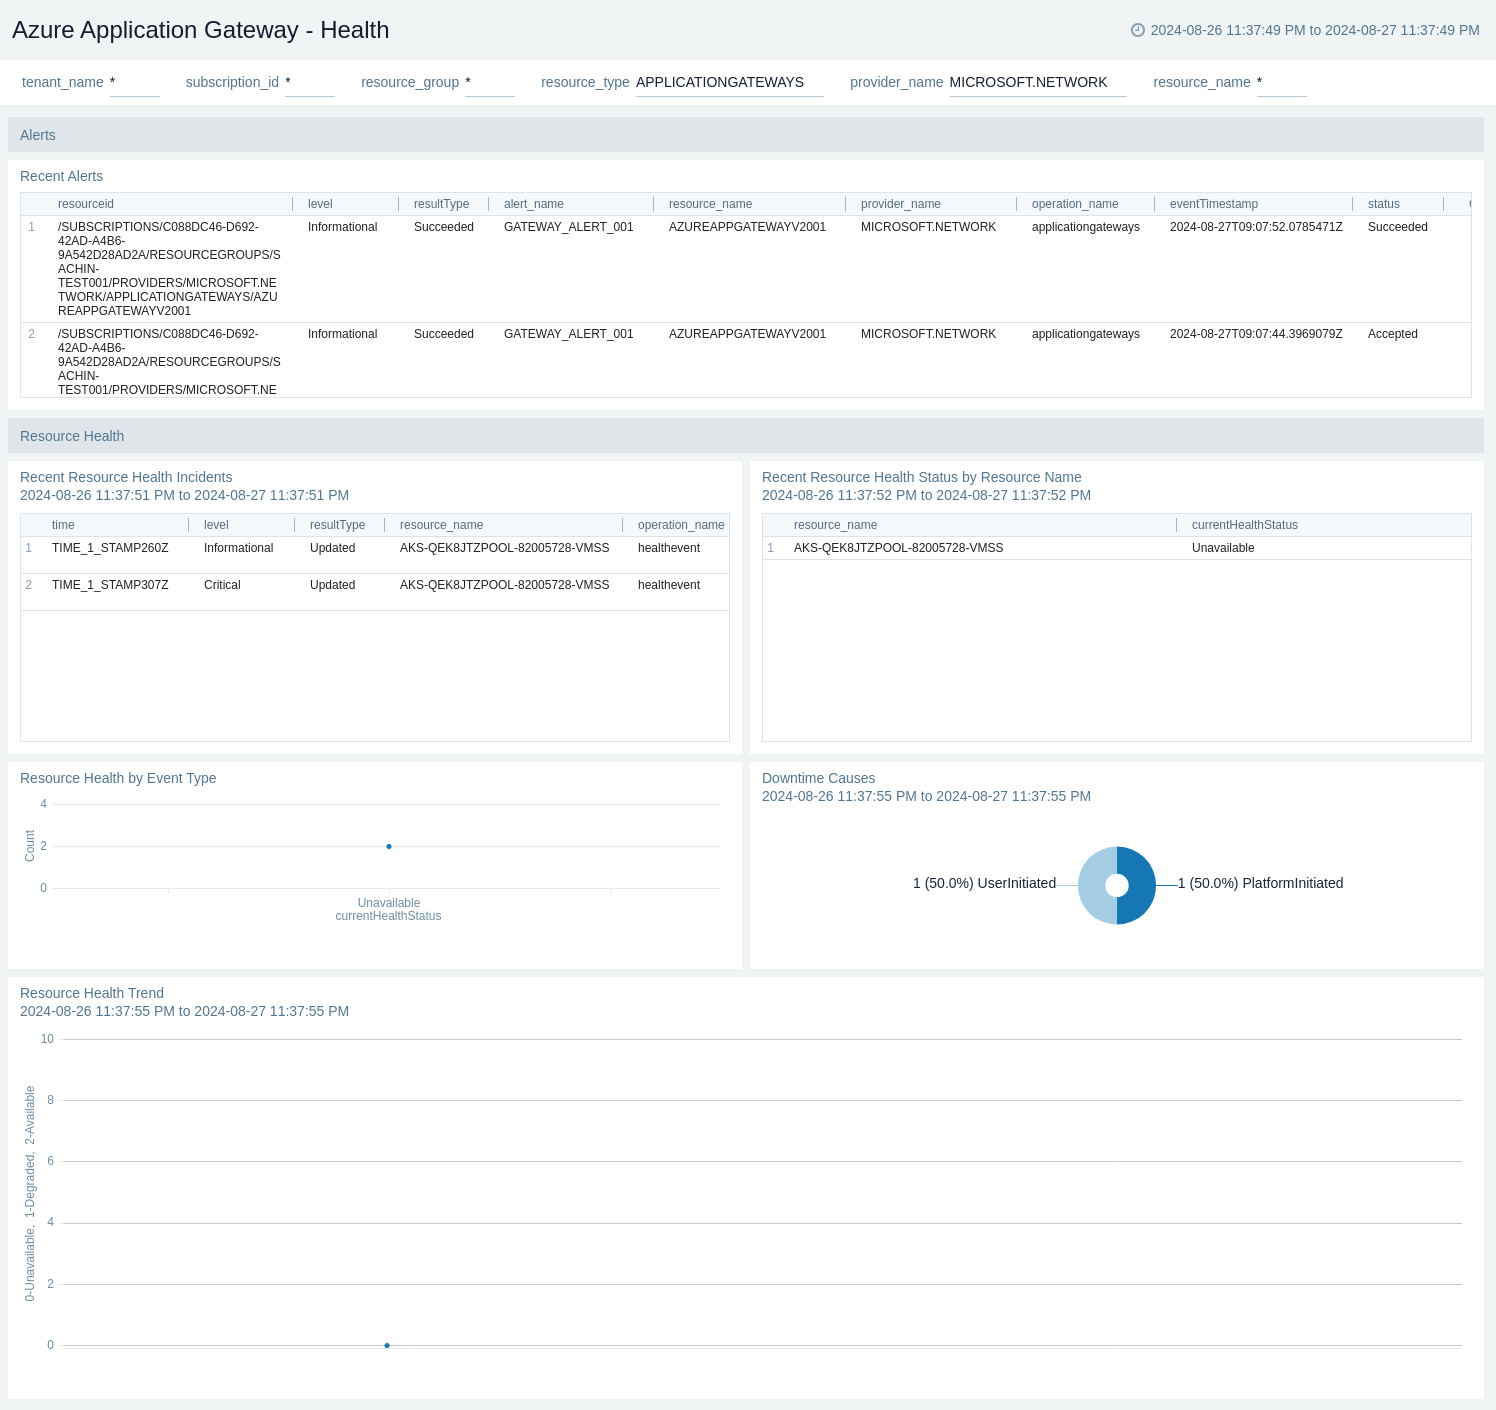 Azure Application Gateway - Health
2024-08-26 11:37:49 PM to 2024-08-27 11:37:49 PM
tenant_name * subscription_id * resource_group * resource_type APPLICATIONGATEWAYS provider_name MICROSOFT.NETWORK resource_name *
Alerts
Recent Alerts
resourceid level resultType alert_name resource_name provider_name operation_name eventTimestamp status
1 /SUBSCRIPTIONS/C088DC46-D692- Informational Succeeded GATEWAY_ALERT_001 AZUREAPPGATEWAYV2001 MICROSOFT.NETWORK applicationgateways 2024-08-27T09:07:52.0785471Z Succeeded
42AD-A4B6-
9A542D28AD2A/RESOURCEGROUPS/S
ACHIN-
TEST001/PROVIDERS/MICROSOFT.NE
TWORK/APPLICATIONGATEWAYS/AZU
REAPPGATEWAYV2001
2 /SUBSCRIPTIONS/C088DC46-D692- Informational Succeeded GATEWAY_ALERT_001 AZUREAPPGATEWAYV2001 MICROSOFT.NETWORK applicationgateways 2024-08-27T09:07:44.3969079Z Accepted
42AD-A4B6-
9A542D28AD2A/RESOURCEGROUPS/S
ACHIN-
TEST001/PROVIDERS/MICROSOFT.NE
Resource Health
Recent Resource Health Incidents
2024-08-26 11:37:51 PM to 2024-08-27 11:37:51 PM
time level resultType resource_name operation_name
1 TIME_1_STAMP260Z Informational Updated AKS-QEK8JTZPOOL-82005728-VMSS healthevent
2 TIME_1_STAMP307Z Critical Updated AKS-QEK8JTZPOOL-82005728-VMSS healthevent
Recent Resource Health Status by Resource Name
2024-08-26 11:37:52 PM to 2024-08-27 11:37:52 PM
resource_name currentHealthStatus
1 AKS-QEK8JTZPOOL-82005728-VMSS Unavailable
Resource Health by Event Type
4
2
0
Count
Unavailable
currentHealthStatus
Downtime Causes
2024-08-26 11:37:55 PM to 2024-08-27 11:37:55 PM
1 (50.0%) UserInitiated 1 (50.0%) PlatformInitiated
Resource Health Trend
2024-08-26 11:37:55 PM to 2024-08-27 11:37:55 PM
10
8
6
4
2
0
0-Unavailable, 1-Degraded, 2-Available